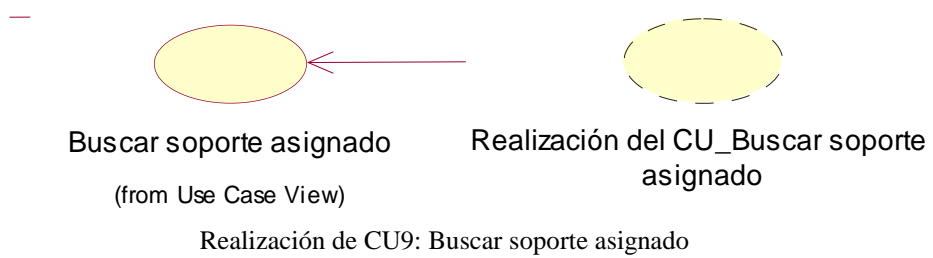 Buscar soporte asignado
(from Use Case View)
Realización del CU_Buscar soporte
asignado
Realización de CU9: Buscar soporte asignado